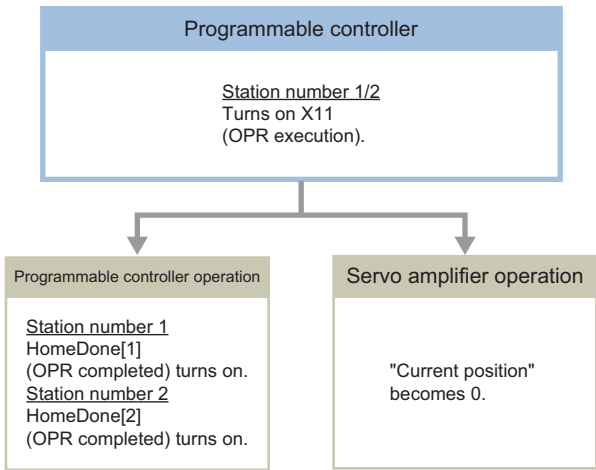 Programmable controller
Station number 1/2
Turns on X11
(OPR execution).
Programmable controller operation
Station number 1
HomeDone[1]
(OPR completed) turns on.
Station number 2
HomeDone[2]
(OPR completed) turns on.
Servo amplifier operation
"Current position"
becomes 0.